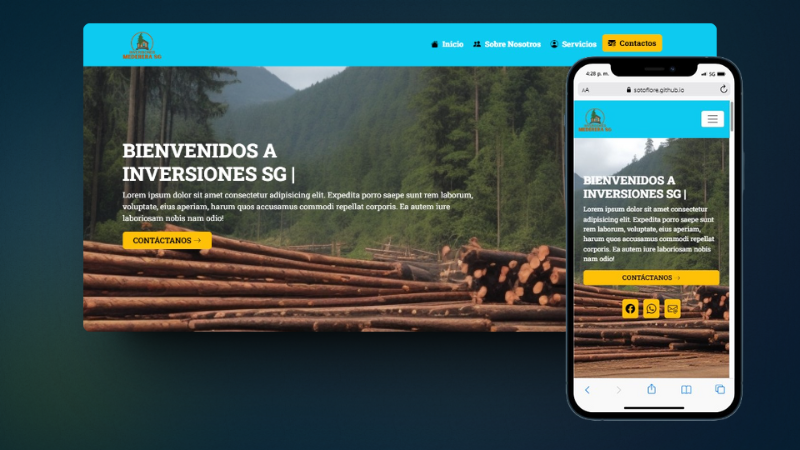 MADERERA SG
Inicio Sobre Nosotros Servicios Contactos
BIENVENIDOS A
INVERSIONES SG |
Lorem ipsum dolor sit amet consectetur adipisicing elit. Expedita porro saepe sunt rem laborum,
voluptate, eius aperiam, harum quos accusamus commodi repellat corporis. Ea autem iure
laboriosam nobis nam odio!
CONTÁCTANOS →
4:28 p. m. 5G
AA sotoflore.github.io
MADERERA SG
BIENVENIDOS A
INVERSIONES SG |
Lorem ipsum dolor sit amet consectetur
adipisicing elit. Expedita porro saepe sunt
rem laborum, voluptate, eius aperiam,
harum quos accusamus commodi repellat
corporis. Ea autem iure laboriosam nobis
nam odio!
CONTÁCTANOS →